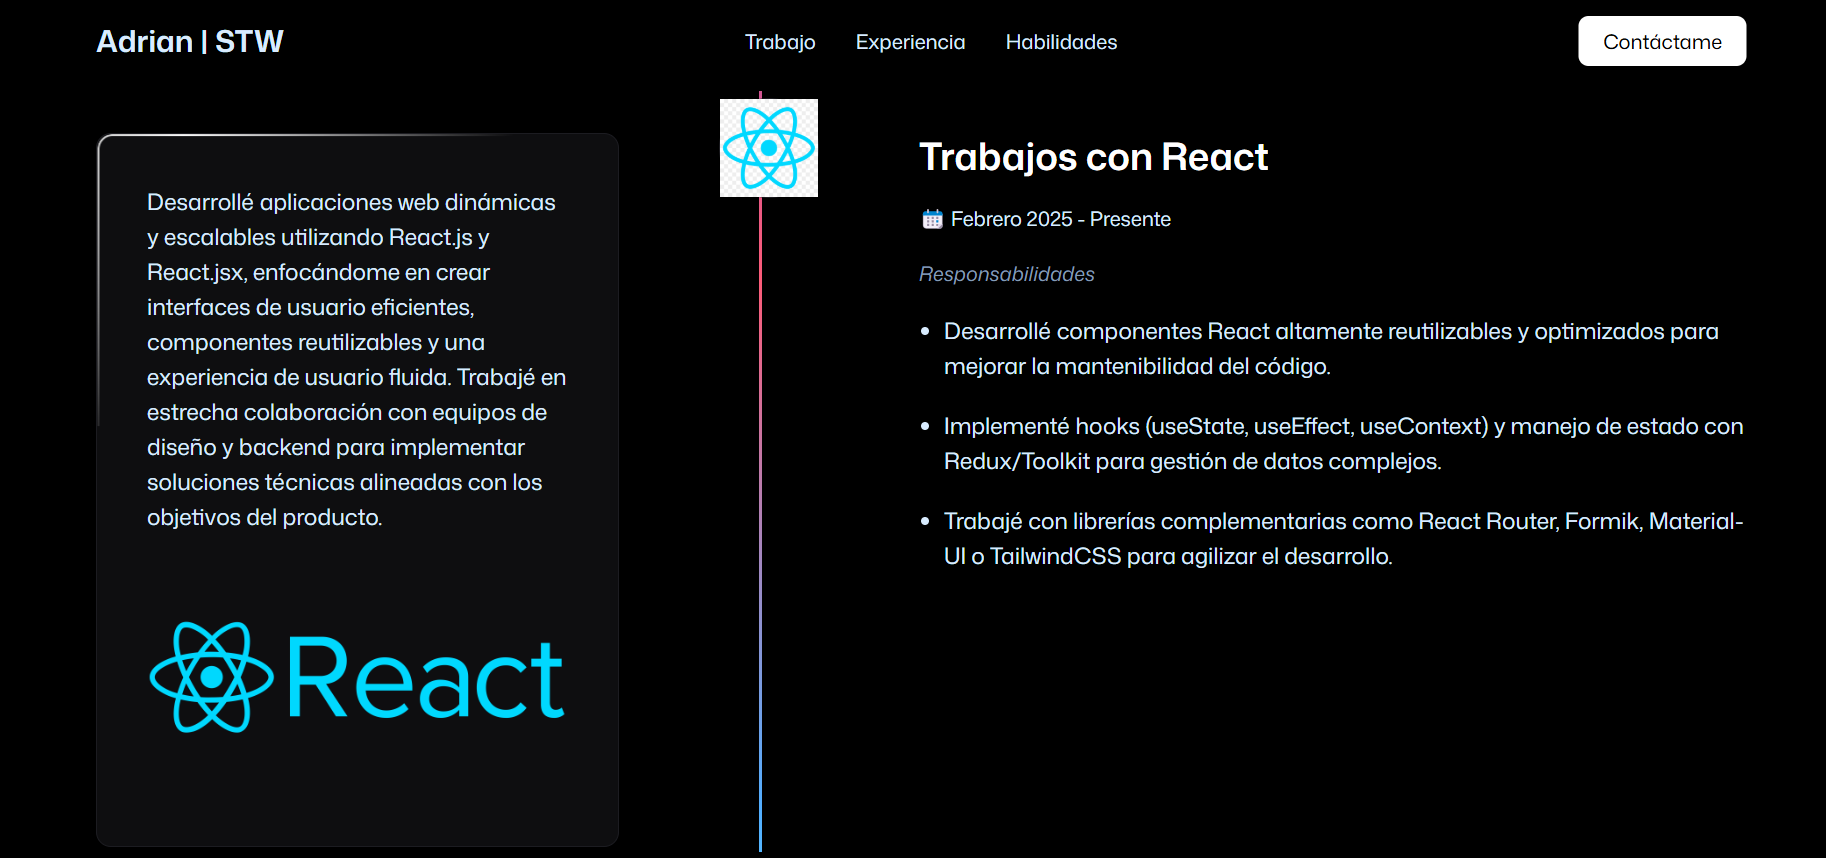 Adrian | STW
Trabajo
Experiencia
Habilidades
Contáctame
Desarrollé aplicaciones web dinámicas
y escalables utilizando React.js y
React.jsx, enfocándome en crear
interfaces de usuario eficientes,
componentes reutilizables y una
experiencia de usuario fluida. Trabajé en
estrecha colaboración con equipos de
diseño y backend para implementar
soluciones técnicas alineadas con los
objetivos del producto.
React
Trabajos con React
Febrero 2025 - Presente
Responsabilidades
• Desarrollé componentes React altamente reutilizables y optimizados para
mejorar la mantenibilidad del código.
• Implementé hooks (useState, useEffect, useContext) y manejo de estado con
Redux/Toolkit para gestión de datos complejos.
• Trabajé con librerías complementarias como React Router, Formik, Material-
UI o TailwindCSS para agilizar el desarrollo.